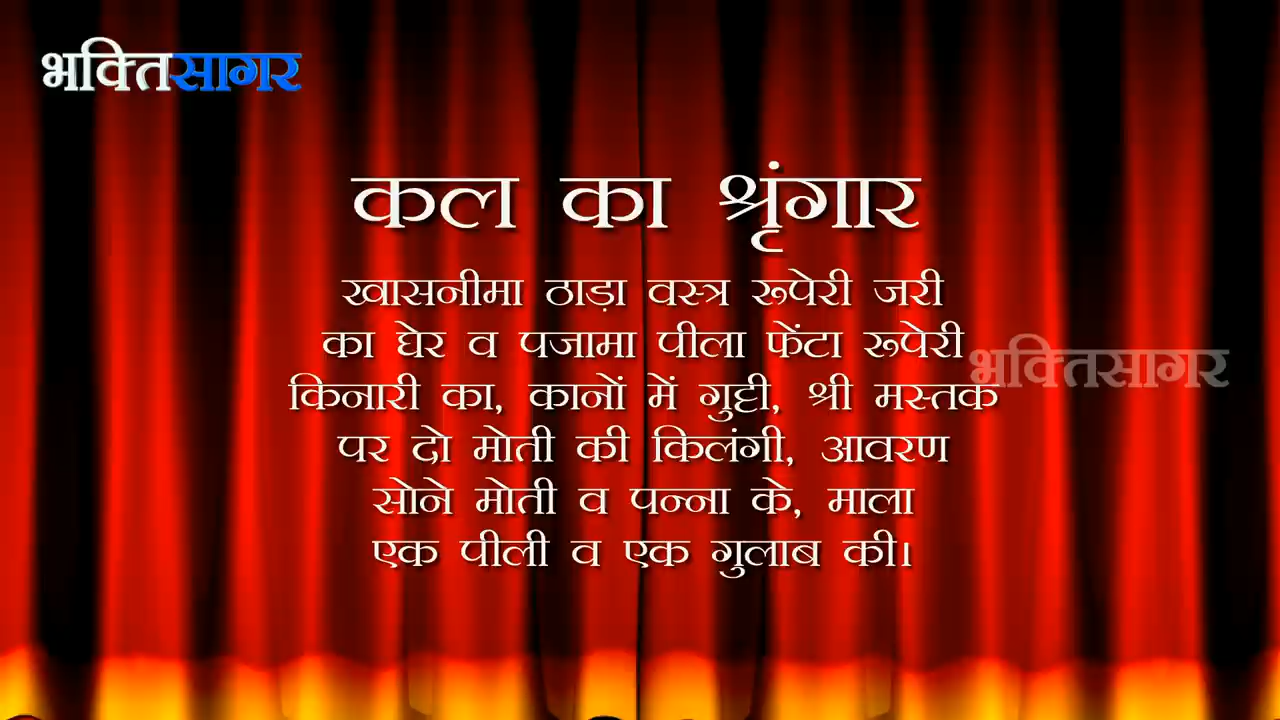 भक्तिसागर
कल का श्रृंगार
खासनीमा ठाड़ा वस्त्र रूपेरी जरी
का घेर व पजामा पीला फेंटा रूपेरी
भक्तिसागर
किनारी का, कानों में गुट्टी, श्री मस्तक
पर दो मोती की किलंगी, आवरण
सोने मोती व पन्ना के, माला
एक पीली व एक गुलाब की।